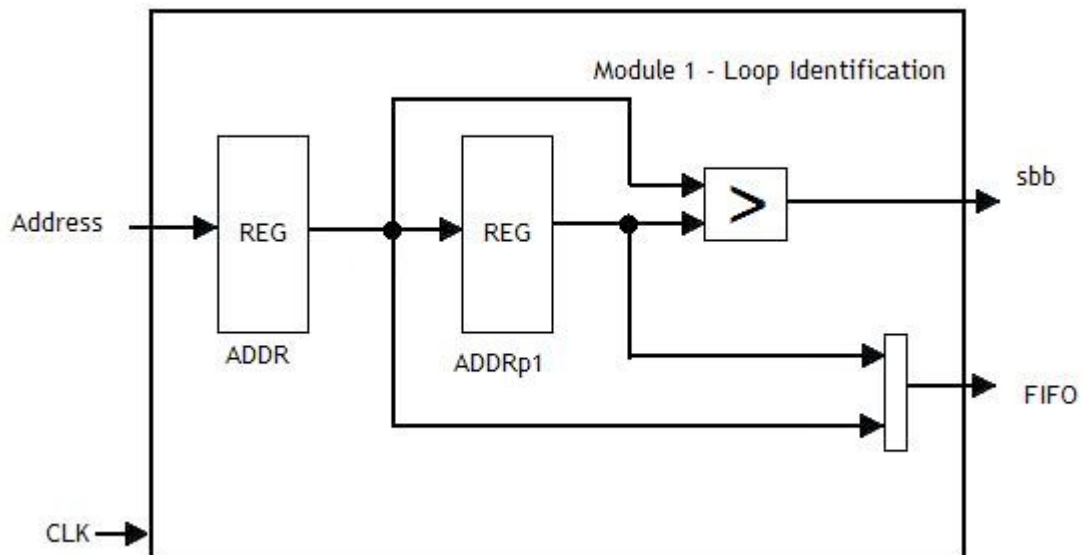 Module 1 - Loop Identification
sbb
Address
REG
REG
>
ADDR
ADDRp1
FIFO
CLK